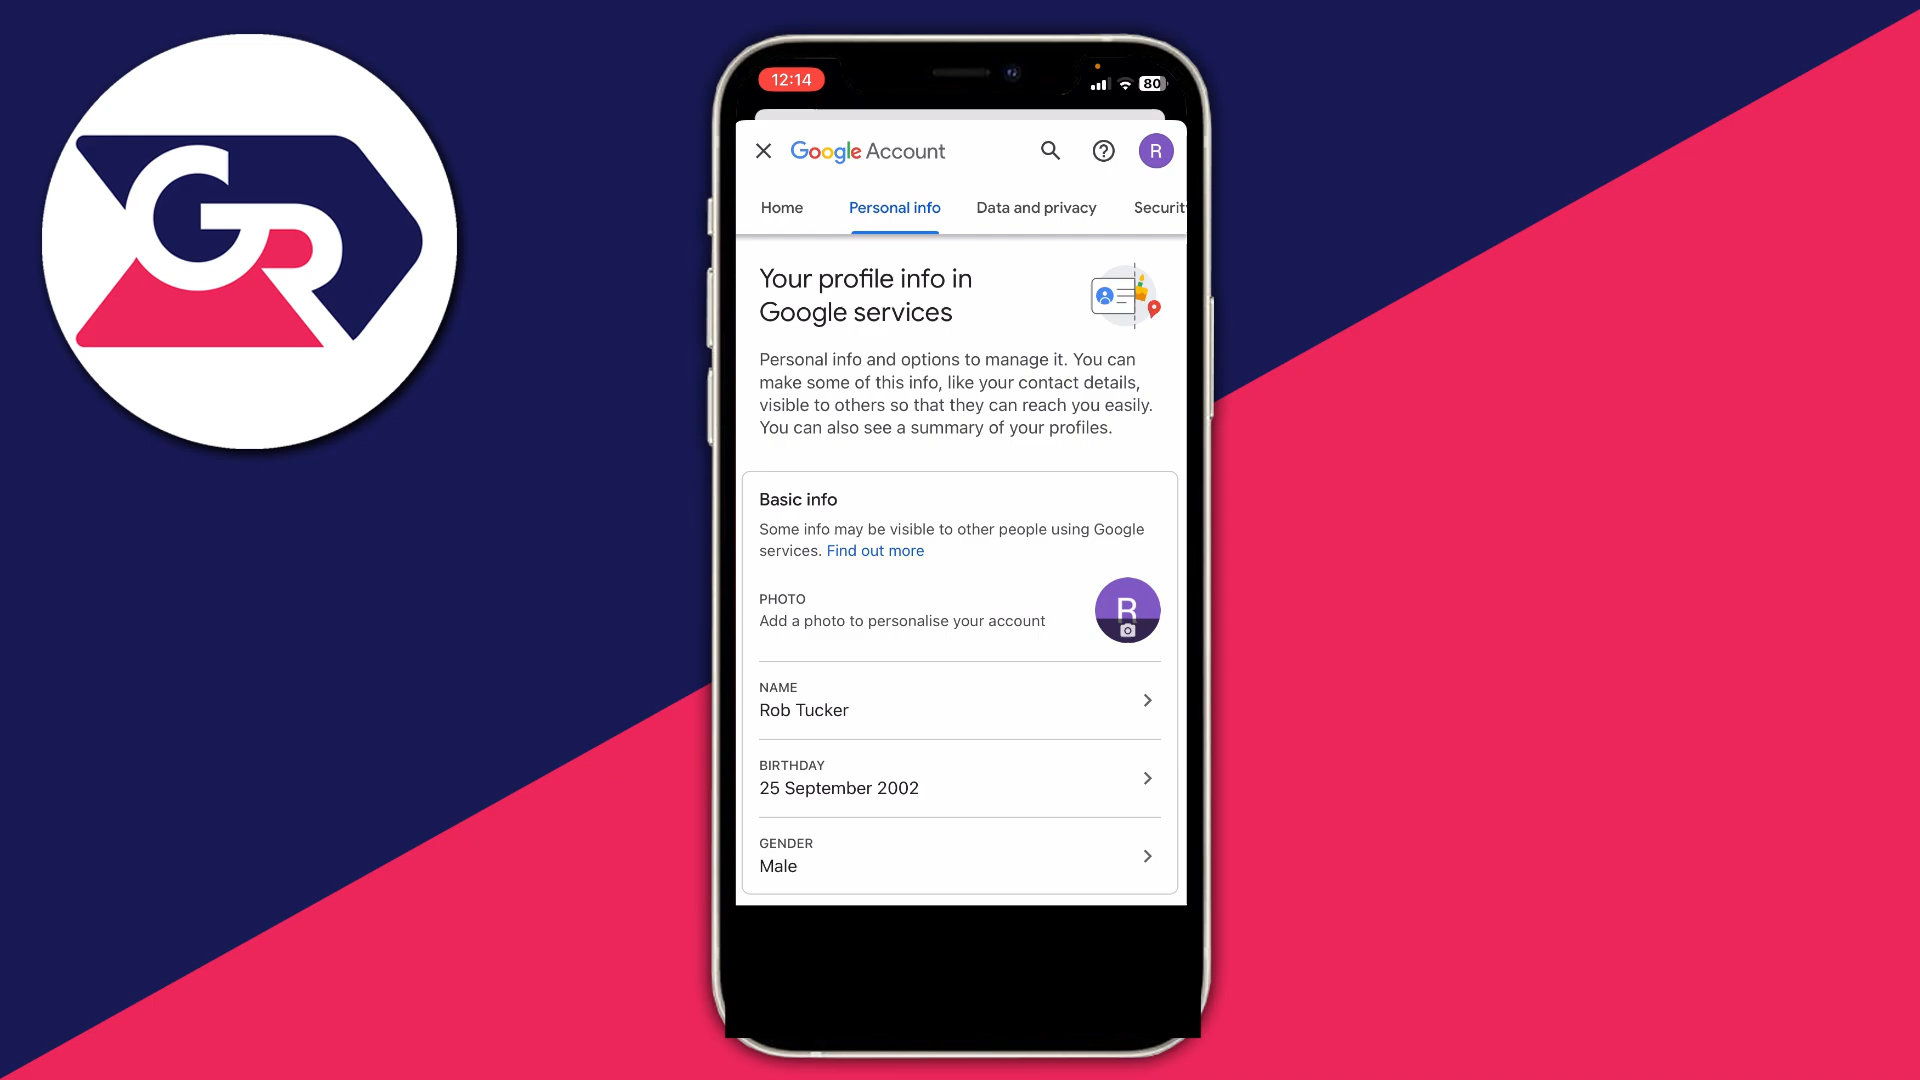 GR
12:14
80
Google Account
R
Home
Personal info
Data and privacy
Securit
Your profile info in
Google services
Personal info and options to manage it. You can
make some of this info, like your contact details,
visible to others so that they can reach you easily.
You can also see a summary of your profiles.
Basic info
Some info may be visible to other people using Google
services. Find out more
PHOTO
Add a photo to personalise your account
R
NAME
Rob Tucker
BIRTHDAY
25 September 2002
GENDER
Male